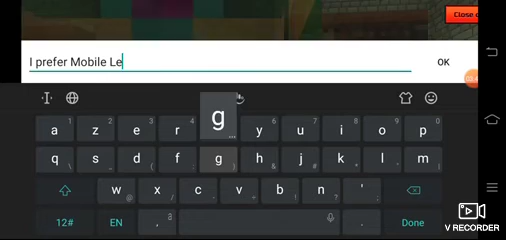 Close
I prefer Mobile Le
OK
g
a z e r y u i o p
q s d f g h j k l m
w x c v b n '
12# EN , . Done
V RECORDER